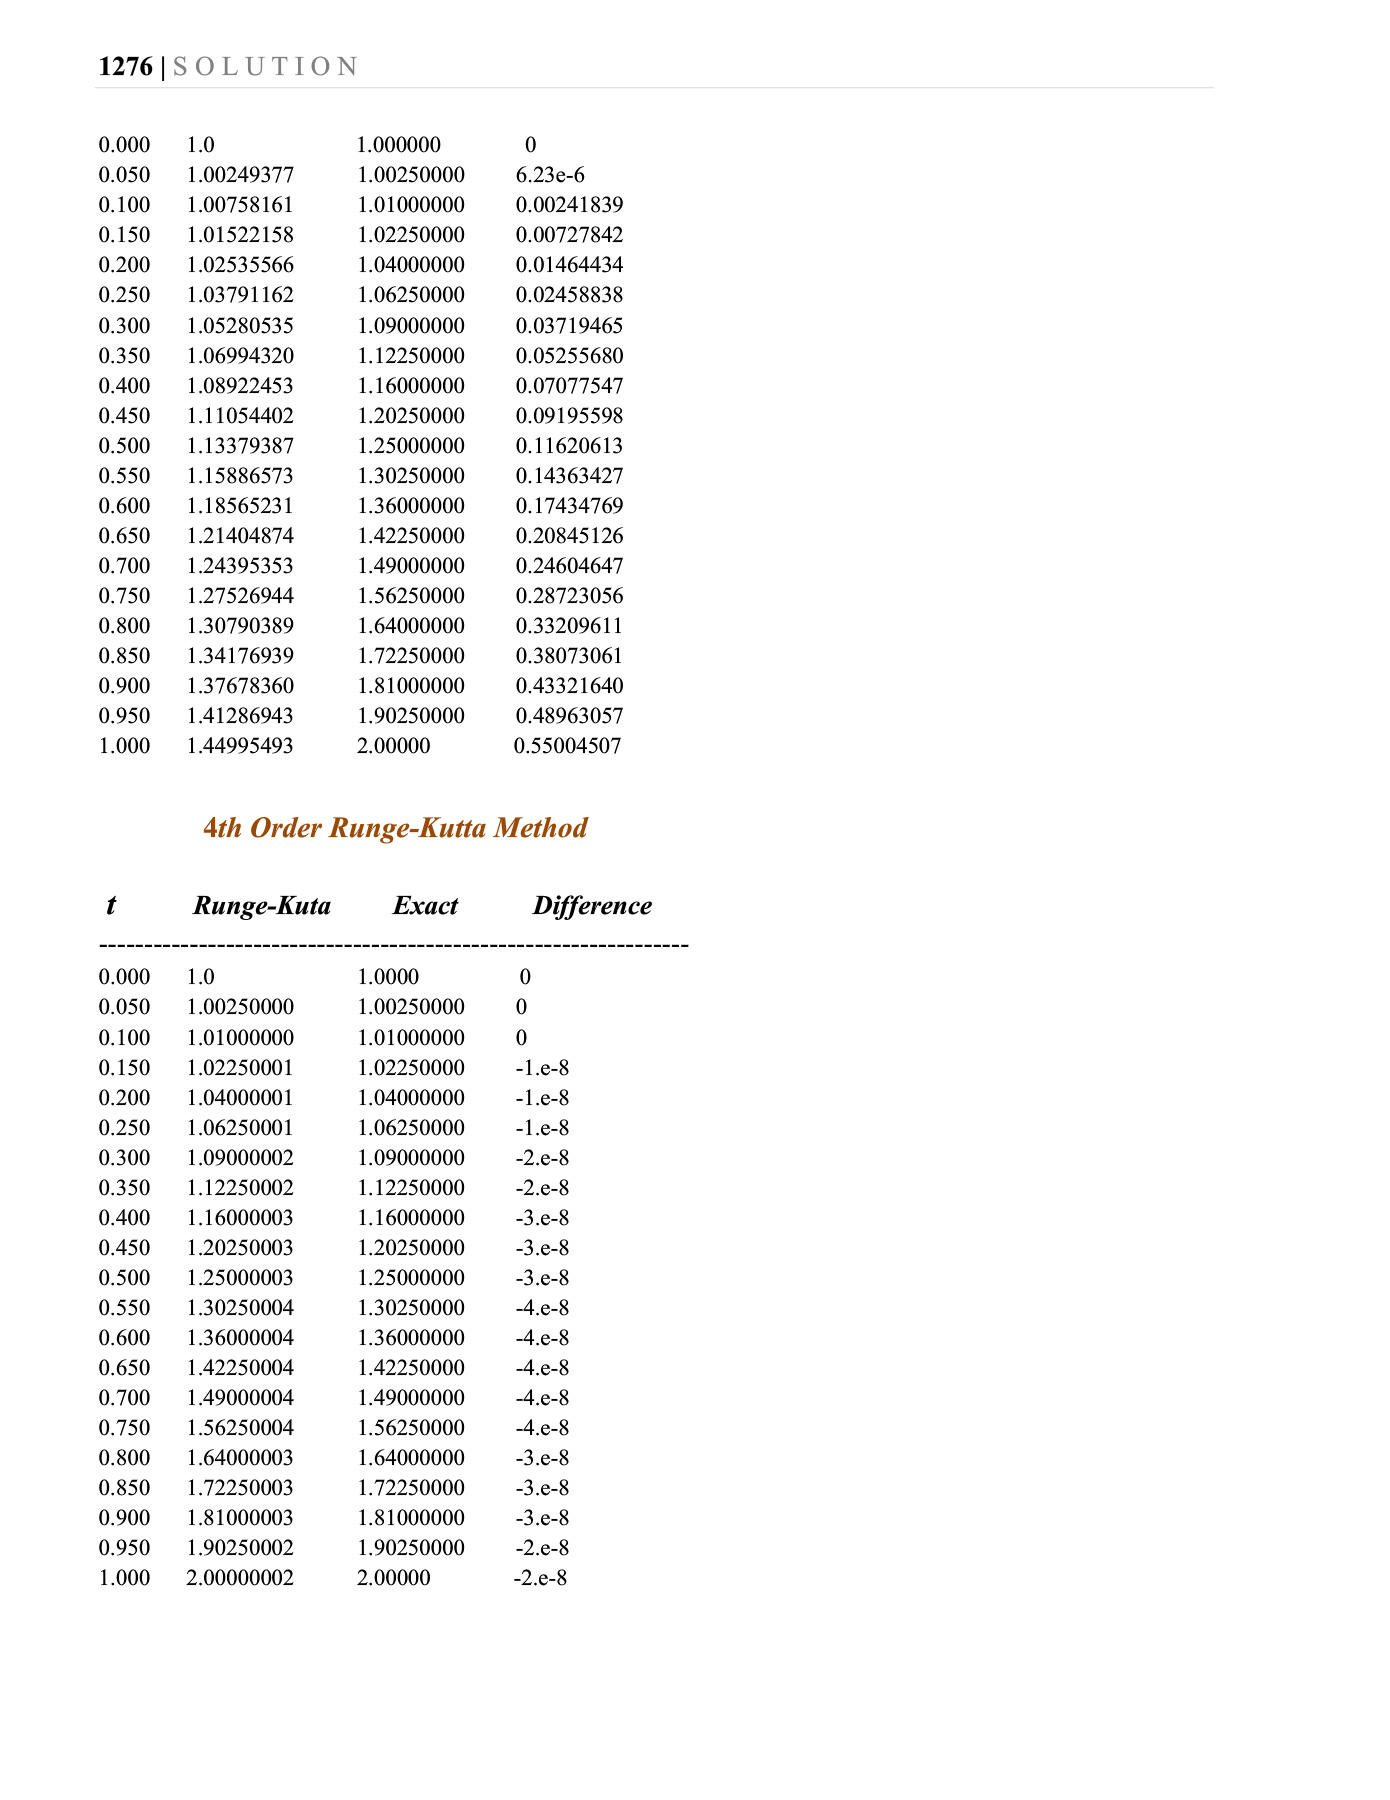 1276 | S O L U T I O N
0.000 1.0 1.000000 0
0.050 1.00249377 1.00250000 6.23e-6
0.100 1.00758161 1.01000000 0.00241839
0.150 1.01522158 1.02250000 0.00727842
0.200 1.02535566 1.04000000 0.01464434
0.250 1.03791162 1.06250000 0.02458838
0.300 1.05280535 1.09000000 0.03719465
0.350 1.06994320 1.12250000 0.05255680
0.400 1.08922453 1.16000000 0.07077547
0.450 1.11054402 1.20250000 0.09195598
0.500 1.13379387 1.25000000 0.11620613
0.550 1.15886573 1.30250000 0.14363427
0.600 1.18565231 1.36000000 0.17434769
0.650 1.21404874 1.42250000 0.20845126
0.700 1.24395353 1.49000000 0.24604647
0.750 1.27526944 1.56250000 0.28723056
0.800 1.30790389 1.64000000 0.33209611
0.850 1.34176939 1.72250000 0.38073061
0.900 1.37678360 1.81000000 0.43321640
0.950 1.41286943 1.90250000 0.48963057
1.000 1.44995493 2.00000 0.55004507
4th Order Runge-Kutta Method
t Runge-Kuta Exact Difference
------------------------------------------------------------------
0.000 1.0 1.0000 0
0.050 1.00250000 1.00250000 0
0.100 1.01000000 1.01000000 0
0.150 1.02250001 1.02250000 -1.e-8
0.200 1.04000001 1.04000000 -1.e-8
0.250 1.06250001 1.06250000 -1.e-8
0.300 1.09000002 1.09000000 -2.e-8
0.350 1.12250002 1.12250000 -2.e-8
0.400 1.16000003 1.16000000 -3.e-8
0.450 1.20250003 1.20250000 -3.e-8
0.500 1.25000003 1.25000000 -3.e-8
0.550 1.30250004 1.30250000 -4.e-8
0.600 1.36000004 1.36000000 -4.e-8
0.650 1.42250004 1.42250000 -4.e-8
0.700 1.49000004 1.49000000 -4.e-8
0.750 1.56250004 1.56250000 -4.e-8
0.800 1.64000003 1.64000000 -3.e-8
0.850 1.72250003 1.72250000 -3.e-8
0.900 1.81000003 1.81000000 -3.e-8
0.950 1.90250002 1.90250000 -2.e-8
1.000 2.00000002 2.00000 -2.e-8